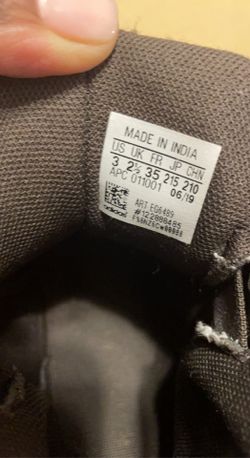 MADE IN INDIA
US UK FR JP CHN
3 2½ 35 215 210
APC 011001 06/19
ART EG6489
#122888485